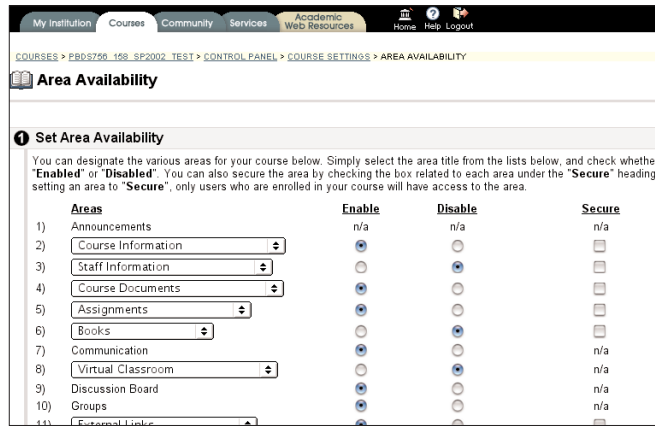 My Institution Courses Community Services Academic Web Resources Home Help Logout
COURSES > PBDS756_158_SP2002_TEST > CONTROL PANEL > COURSE SETTINGS > AREA AVAILABILITY
Area Availability
1 Set Area Availability
You can designate the various areas for your course below. Simply select the area title from the lists below, and check whethe
"Enabled" or "Disabled". You can also secure the area by checking the box related to each area under the "Secure" heading
setting an area to "Secure", only users who are enrolled in your course will have access to the area.
Areas Enable Disable Secure
1) Announcements n/a n/a n/a
2) Course Information
3) Staff Information
4) Course Documents
5) Assignments
6) Books
7) Communication n/a
8) Virtual Classroom n/a
9) Discussion Board n/a
10) Groups n/a
11) External Links